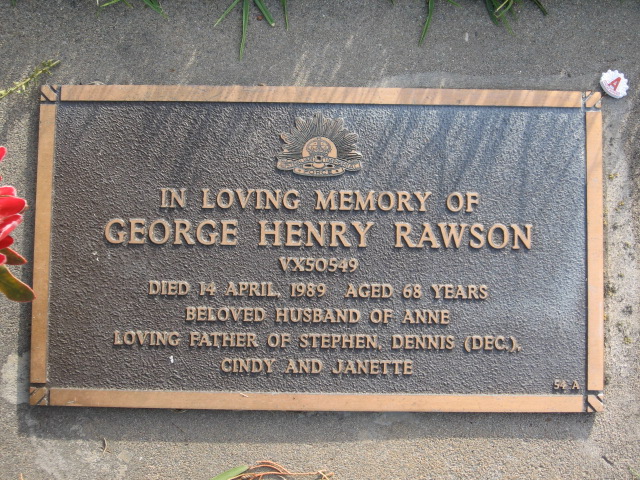 A
IN LOVING MEMORY OF
GEORGE HENRY RAWSON
VX50549
DIED 14 APRIL, 1989 AGED 68 YEARS
BELOVED HUSBAND OF ANNE
LOVING FATHER OF STEPHEN, DENNIS (DEC.),
CINDY AND JANETTE
54 A